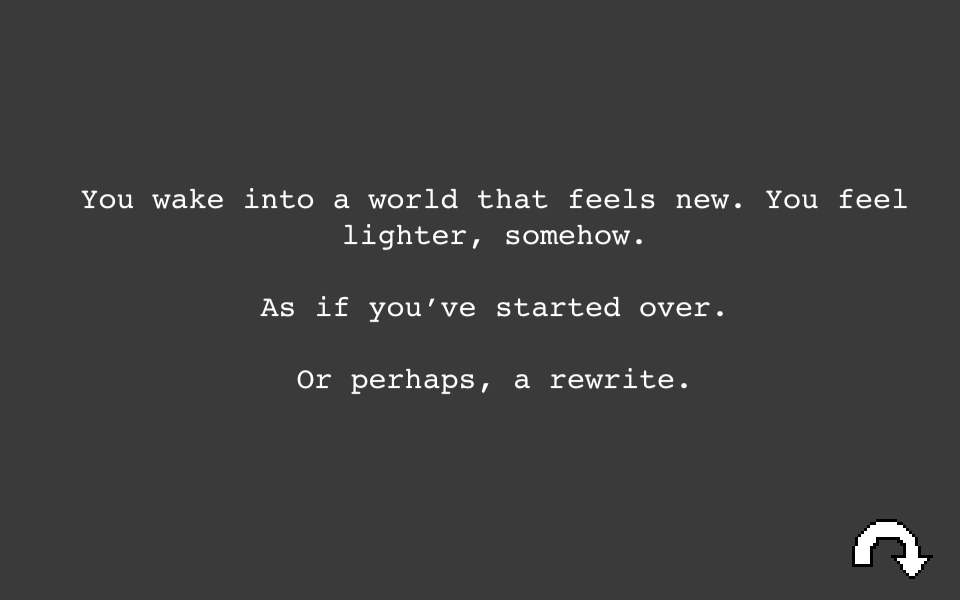 You wake into a world that feels new. You feel
lighter, somehow.
As if you’ve started over.
Or perhaps, a rewrite.